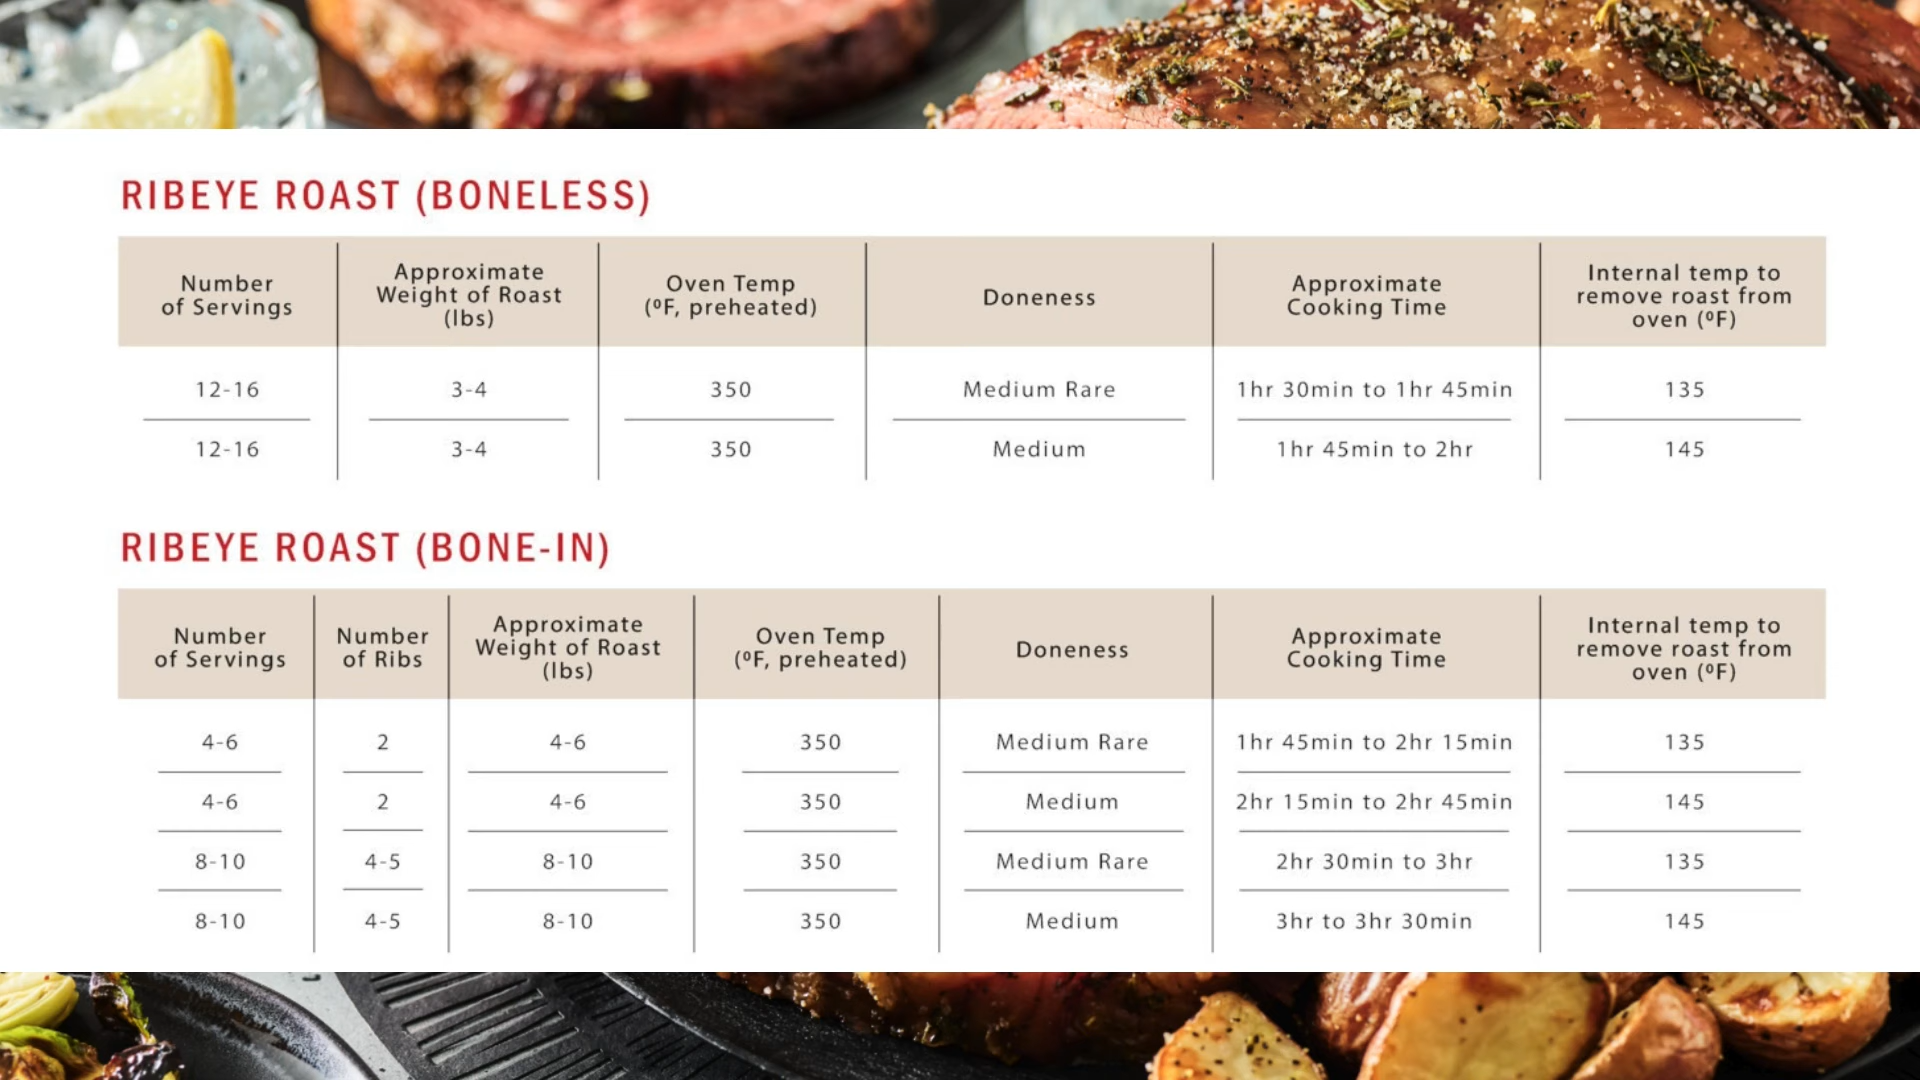 RIBEYE ROAST (BONELESS)
Number of Servings | Approximate Weight of Roast (lbs) | Oven Temp (ºF, preheated) | Doneness | Approximate Cooking Time | Internal temp to remove roast from oven (ºF)
12-16 | 3-4 | 350 | Medium Rare | 1hr 30min to 1hr 45min | 135
12-16 | 3-4 | 350 | Medium | 1hr 45min to 2hr | 145
RIBEYE ROAST (BONE-IN)
Number of Servings | Number of Ribs | Approximate Weight of Roast (lbs) | Oven Temp (ºF, preheated) | Doneness | Approximate Cooking Time | Internal temp to remove roast from oven (ºF)
4-6 | 2 | 4-6 | 350 | Medium Rare | 1hr 45min to 2hr 15min | 135
4-6 | 2 | 4-6 | 350 | Medium | 2hr 15min to 2hr 45min | 145
8-10 | 4-5 | 8-10 | 350 | Medium Rare | 2hr 30min to 3hr | 135
8-10 | 4-5 | 8-10 | 350 | Medium | 3hr to 3hr 30min | 145